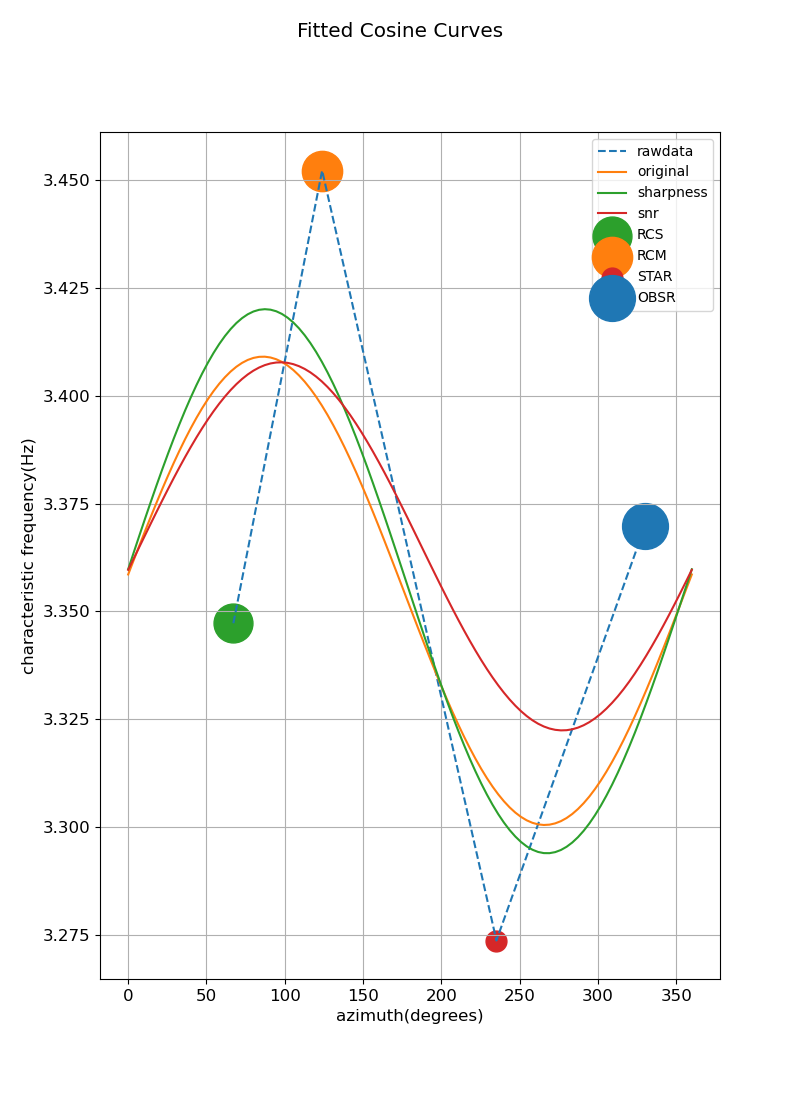 Fitted Cosine Curves
rawdata
original
sharpness
snr
RCS
RCM
STAR
OBSR
characteristic frequency(Hz)
3.450
3.425
3.400
3.375
3.350
3.325
3.300
3.275
0 50 100 150 200 250 300 350
azimuth(degrees)